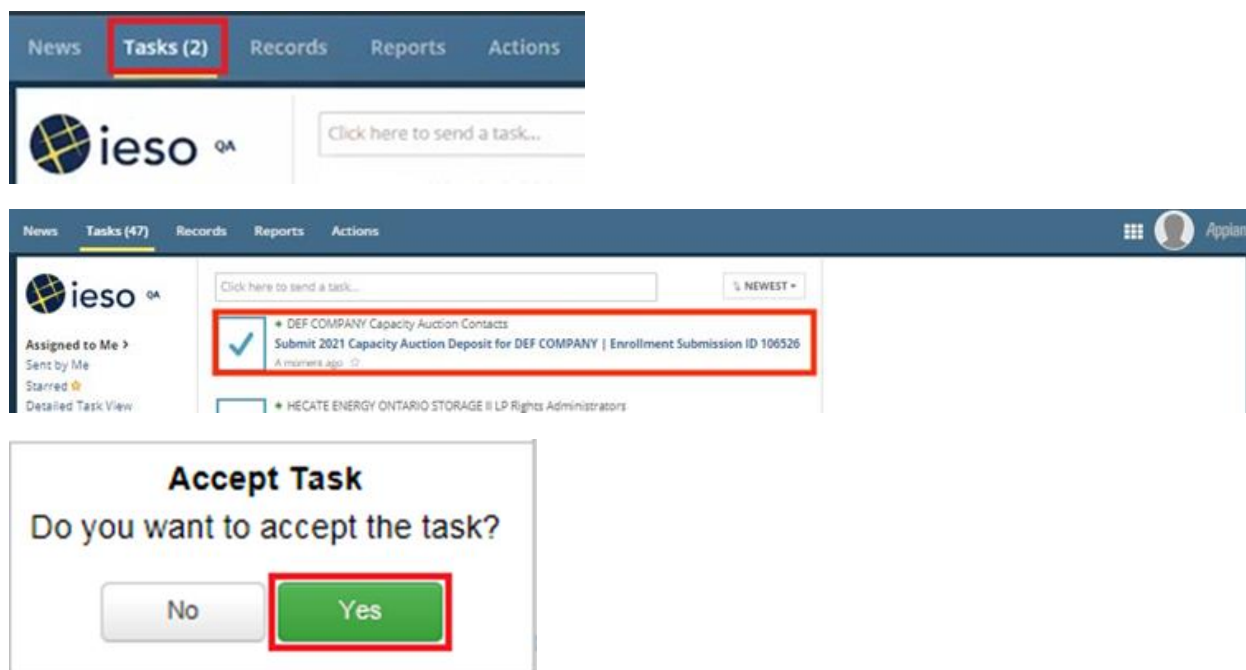 News Tasks (2) Records Reports Actions
ieso QA
Click here to send a task...
News Tasks (47) Records Reports Actions
Appian
ieso QA
Click here to send a task...
NEWEST
Assigned to Me >
Sent by Me
Starred
Detailed Task View
DEF COMPANY Capacity Auction Contacts
Submit 2021 Capacity Auction Deposit for DEF COMPANY | Enrollment Submission ID 106526
A moment ago
HECATE ENERGY ONTARIO STORAGE II LP Rights Administrators
Accept Task
Do you want to accept the task?
No Yes